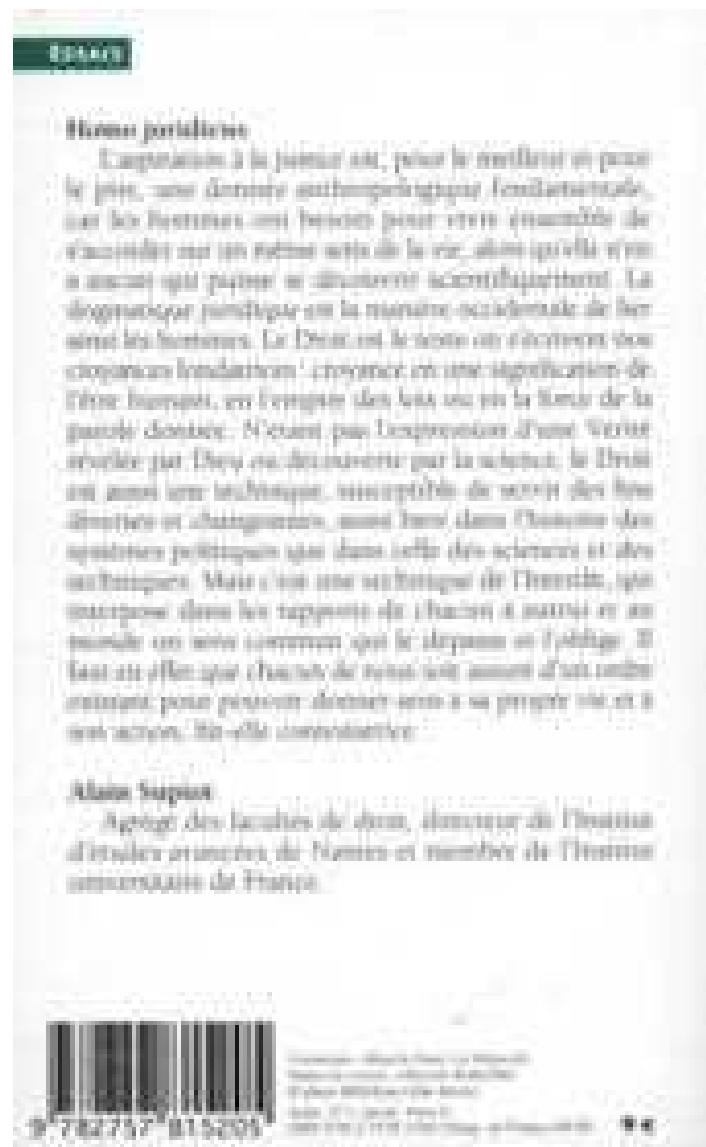 ESSAIS
Homo juridicus
L'aspiration à la justice est, pour le meilleur et pour
le pire, une donnée anthropologique fondamentale,
car les hommes ont besoin pour vivre ensemble de
s'accorder sur un même sens de la vie, alors qu'elle n'en
a aucun qui puisse se découvrir scientifiquement. La
dogmatique juridique est la manière occidentale de lier
ainsi les hommes. Le Droit est le texte où s'écrivent nos
croyances fondatrices : croyance en une signification de
l'être humain, en l'empire des lois ou en la force de la
parole donnée. N'étant pas l'expression d'une Vérité
révélée par Dieu ou découverte par la science, le Droit
est aussi une technique, susceptible de servir des fins
diverses et changeantes, aussi bien dans l'histoire des
systèmes politiques que dans celle des sciences et des
techniques. Mais c'est une technique de l'Interdit, qui
interpose dans les rapports de chacun à autrui et au
monde un sens commun qui le dépasse et l'oblige. Il
faut en effet que chacun de nous soit assuré d'un ordre
existant pour pouvoir donner sens à sa propre vie et à
son action, fût-elle contestatrice.
Alain Supiot
Agrégé des facultés de droit, directeur de l'Institut
d'études avancées de Nantes et membre de l'Institut
universitaire de France.
9 782757 815205
9 €